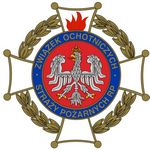 ZWIĄZEK OCHOTNICZYCH
STRAŻY POŻARNYCH RP